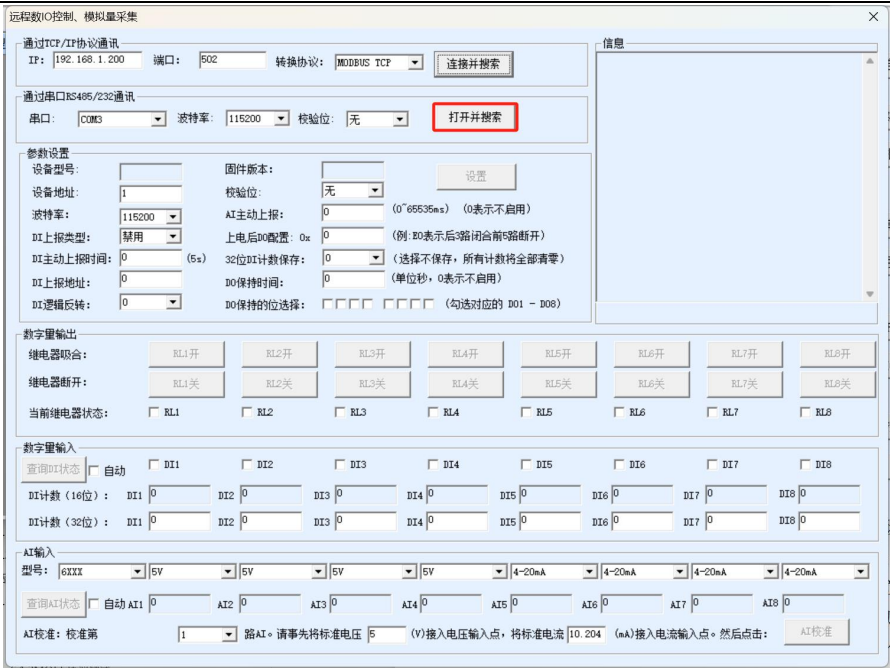 远程数IO控制、模拟量采集
通过TCP/IP协议通讯
IP: 192.168.1.200 端口: 502 转换协议: MODBUS TCP 连接并搜索
通过串口RS485/232通讯
串口: COM3 波特率: 115200 校验位: 无 打开并搜索
信息
参数设置
设备型号: 固件版本: 设置
设备地址: 1 校验位: 无
波特率: 115200 AI主动上报: 0 (0~65535ms) (0表示不启用)
DI上报类型: 禁用 上电后DO配置: 0x 0 (例:E0表示后3路闭合前5路断开)
DI主动上报时间: 0 (5s) 32位DI计数保存: 0 (选择不保存，所有计数将全部清零)
DI上报地址: 0 DO保持时间: 0 (单位秒，0表示不启用)
DI逻辑反转: 0 DO保持的位选择: (勾选对应的 DO1 - DO8)
数字量输出
继电器吸合: RL1开 RL2开 RL3开 RL4开 RL5开 RL6开 RL7开 RL8开
继电器断开: RL1关 RL2关 RL3关 RL4关 RL5关 RL6关 RL7关 RL8关
当前继电器状态: RL1 RL2 RL3 RL4 RL5 RL6 RL7 RL8
数字量输入
查询DI状态 自动 DI1 DI2 DI3 DI4 DI5 DI6 DI7 DI8
DI计数（16位）: DI1 0 DI2 0 DI3 0 DI4 0 DI5 0 DI6 0 DI7 0 DI8 0
DI计数（32位）: DI1 0 DI2 0 DI3 0 DI4 0 DI5 0 DI6 0 DI7 0 DI8 0
AI输入
型号: 6XXX 5V 5V 5V 5V 4-20mA 4-20mA 4-20mA 4-20mA
查询AI状态 自动 AI1 0 AI2 0 AI3 0 AI4 0 AI5 0 AI6 0 AI7 0 AI8 0
AI校准: 校准第 1 路AI。请事先将标准电压 5 (V)接入电压输入点，将标准电流 10.204 (mA)接入电流输入点。然后点击: AI校准